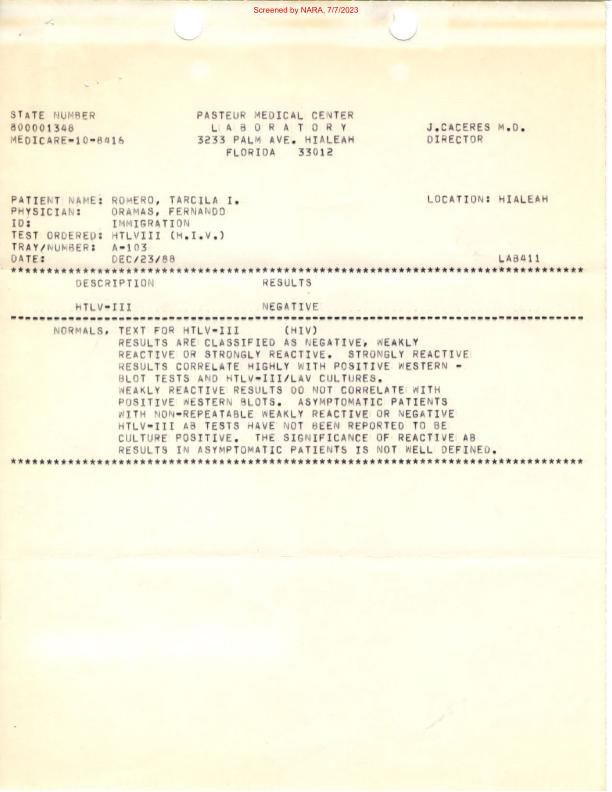 Screened by NARA, 7/7/2023
STATE NUMBER PASTEUR MEDICAL CENTER
800001348 L A B O R A T O R Y J.CACERES M.D.
MEDICARE-10-8416 3233 PALM AVE. HIALEAH DIRECTOR
FLORIDA 33012
PATIENT NAME: ROMERO, TARCILA I. LOCATION: HIALEAH
PHYSICIAN: ORAMAS, FERNANDO
ID: IMMIGRATION
TEST ORDERED: HTLVIII (H.I.V.)
TRAY/NUMBER: A-103
DATE: DEC/23/88 LAB411
DESCRIPTION RESULTS
HTLV-III NEGATIVE
NORMALS, TEXT FOR HTLV-III (HIV)
RESULTS ARE CLASSIFIED AS NEGATIVE, WEAKLY
REACTIVE OR STRONGLY REACTIVE. STRONGLY REACTIVE
RESULTS CORRELATE HIGHLY WITH POSITIVE WESTERN -
BLOT TESTS AND HTLV-III/LAV CULTURES.
WEAKLY REACTIVE RESULTS DO NOT CORRELATE WITH
POSITIVE WESTERN BLOTS. ASYMPTOMATIC PATIENTS
WITH NON-REPEATABLE WEAKLY REACTIVE OR NEGATIVE
HTLV-III AB TESTS HAVE NOT BEEN REPORTED TO BE
CULTURE POSITIVE. THE SIGNIFICANCE OF REACTIVE AB
RESULTS IN ASYMPTOMATIC PATIENTS IS NOT WELL DEFINED.